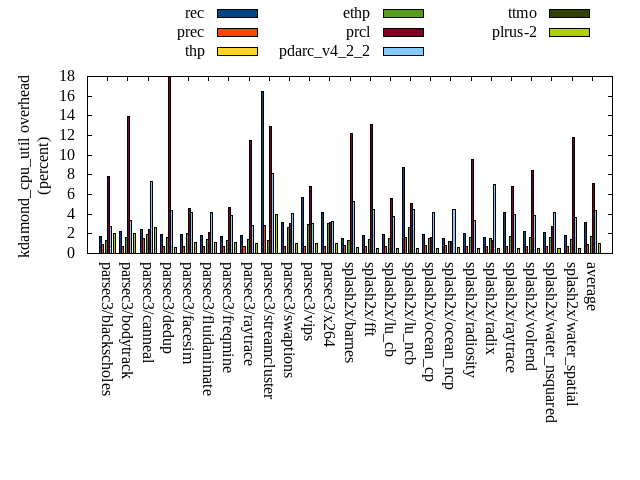 rec
prec
thp
ethp
prcl
pdarc_v4_2_2
ttmo
plrus-2
kdamond_cpu_util overhead
(percent)
18
16
14
12
10
8
6
4
2
0
parsec3/blackscholes
parsec3/bodytrack
parsec3/canneal
parsec3/dedup
parsec3/facesim
parsec3/fluidanimate
parsec3/freqmine
parsec3/raytrace
parsec3/streamcluster
parsec3/swaptions
parsec3/vips
parsec3/x264
splash2x/barnes
splash2x/fft
splash2x/lu_cb
splash2x/lu_ncb
splash2x/ocean_cp
splash2x/ocean_ncp
splash2x/radiosity
splash2x/radix
splash2x/raytrace
splash2x/volrend
splash2x/water_nsquared
splash2x/water_spatial
average